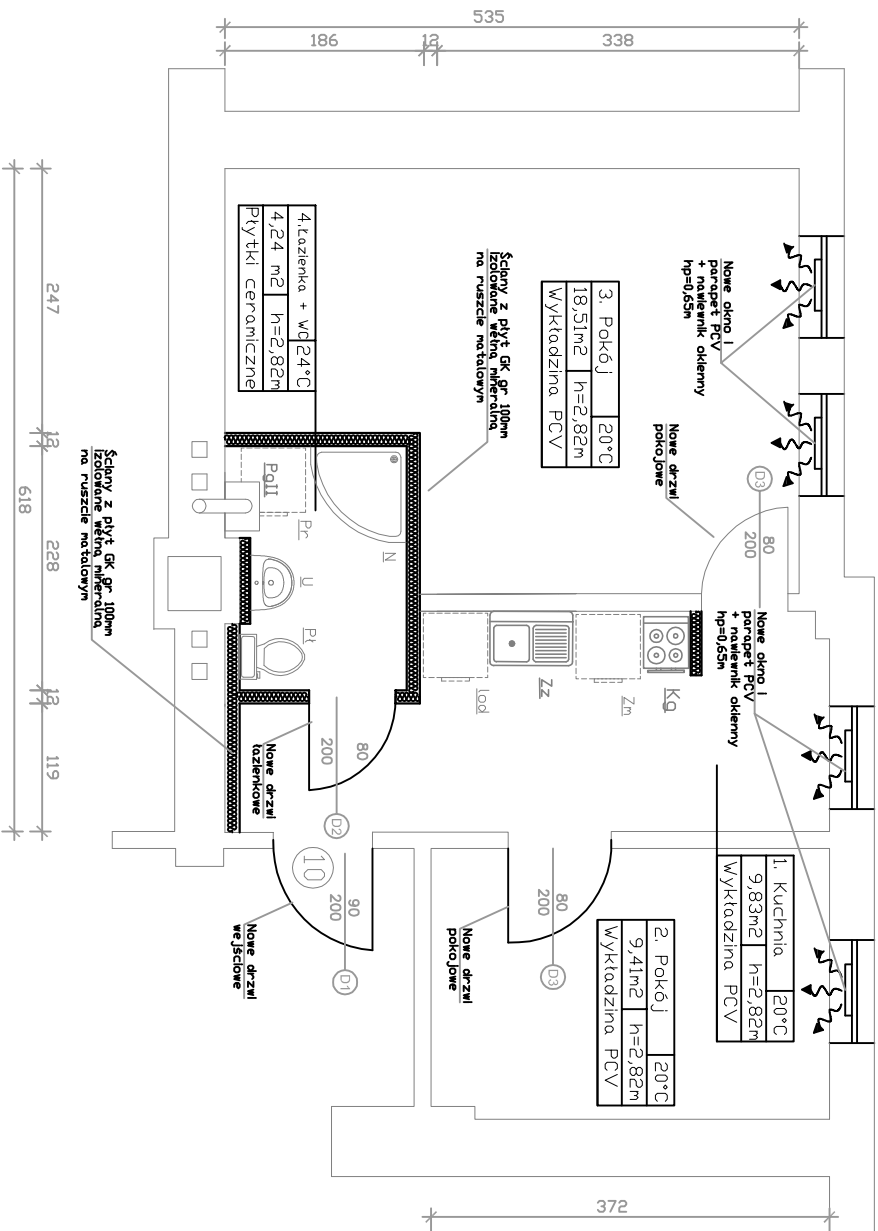 535
186
12
338
Nowe okno i
parapet PCV
+ nawiewnik okienny
hp=0,65m
Nowe drzwi
pokojowe
D3
80
200
3. Pokój
20°C
18,51m2
h=2,82m
Wykładzina PCV
Ściany z płyt GK gr 100mm
izolowane wełną mineralną
na ruszcie matalowym
4.Łazienka + WC
24°C
4,24 m2
h=2,82m
Płytki ceramiczne
PgII
Pr
N
U
Pł
Nowe okno i
parapet PCV
+ nawiewnik okienny
hp=0,65m
Kg
Zm
Zz
lod
80
200
D2
Nowe drzwi
łazienkowe
Ściany z płyt GK gr 100mm
izolowane wełną mineralną
na ruszcie matalowym
247
12
228
12
119
618
1. Kuchnia
20°C
9,83m2
h=2,82m
Wykładzina PCV
2. Pokój
20°C
9,41m2
h=2,82m
Wykładzina PCV
80
200
D3
Nowe drzwi
pokojowe
10
90
200
D1
Nowe drzwi
wejściowe
372